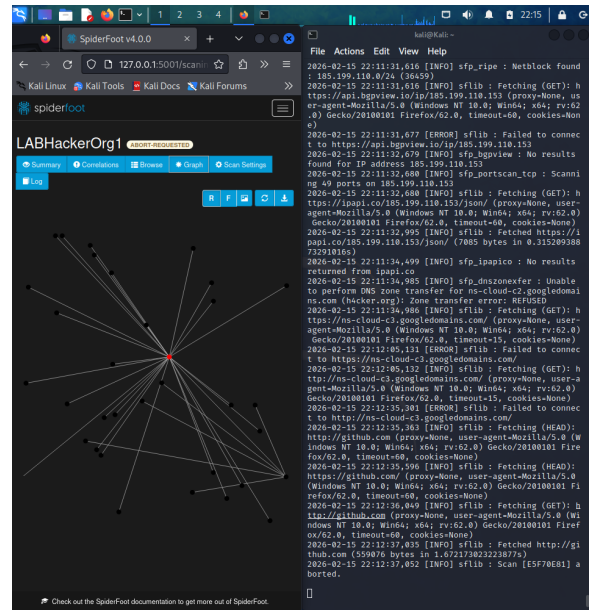 1 2 3 4
22:15
SpiderFoot v4.0.0
127.0.0.1:5001/scanin
Kali Linux Kali Tools Kali Docs Kali Forums
spiderfoot
LABHackerOrg1 ABORT-REQUESTED
Summary Correlations Browse Graph Scan Settings
Log
R F
Check out the SpiderFoot documentation to get more out of SpiderFoot.
kali@Kali: ~
File Actions Edit View Help
2026-02-15 22:11:31,616 [INFO] sfp_ripe : Netblock found
: 185.199.110.0/24 (36459)
2026-02-15 22:11:31,616 [INFO] sflib : Fetching (GET): h
ttps://api.bgpview.io/ip/185.199.110.153 (proxy=None, us
er-agent=Mozilla/5.0 (Windows NT 10.0; Win64; x64; rv:62
.0) Gecko/20100101 Firefox/62.0, timeout=60, cookies=Non
e)
2026-02-15 22:11:31,677 [ERROR] sflib : Failed to connec
t to https://api.bgpview.io/ip/185.199.110.153
2026-02-15 22:11:32,679 [INFO] sfp_bgpview : No results
found for IP address 185.199.110.153
2026-02-15 22:11:32,680 [INFO] sfp_portscan_tcp : Scanni
ng 49 ports on 185.199.110.153
2026-02-15 22:11:32,680 [INFO] sflib : Fetching (GET): h
ttps://ipapi.co/185.199.110.153/json/ (proxy=None, user-
agent=Mozilla/5.0 (Windows NT 10.0; Win64; x64; rv:62.0)
Gecko/20100101 Firefox/62.0, timeout=60, cookies=None)
2026-02-15 22:11:32,995 [INFO] sflib : Fetched https://i
papi.co/185.199.110.153/json/ (7085 bytes in 0.315209388
73291016s)
2026-02-15 22:11:34,499 [INFO] sfp_ipapico : No results
returned from ipapi.co
2026-02-15 22:11:34,985 [INFO] sfp_dnszonexfer : Unable
to perform DNS zone transfer for ns-cloud-c2.googledomai
ns.com (h4cker.org): Zone transfer error: REFUSED
2026-02-15 22:11:34,986 [INFO] sflib : Fetching (GET): h
ttps://ns-cloud-c3.googledomains.com/ (proxy=None, user-
agent=Mozilla/5.0 (Windows NT 10.0; Win64; x64; rv:62.0)
Gecko/20100101 Firefox/62.0, timeout=15, cookies=None)
2026-02-15 22:12:05,131 [ERROR] sflib : Failed to connec
t to https://ns-cloud-c3.googledomains.com/
2026-02-15 22:12:05,132 [INFO] sflib : Fetching (GET): h
ttp://ns-cloud-c3.googledomains.com/ (proxy=None, user-a
gent=Mozilla/5.0 (Windows NT 10.0; Win64; x64; rv:62.0)
Gecko/20100101 Firefox/62.0, timeout=15, cookies=None)
2026-02-15 22:12:35,301 [ERROR] sflib : Failed to connec
t to http://ns-cloud-c3.googledomains.com/
2026-02-15 22:12:35,363 [INFO] sflib : Fetching (HEAD):
http://github.com (proxy=None, user-agent=Mozilla/5.0 (W
indows NT 10.0; Win64; x64; rv:62.0) Gecko/20100101 Fire
fox/62.0, timeout=60, cookies=None)
2026-02-15 22:12:35,596 [INFO] sflib : Fetching (HEAD):
https://github.com/ (proxy=None, user-agent=Mozilla/5.0
(Windows NT 10.0; Win64; x64; rv:62.0) Gecko/20100101 Fi
refox/62.0, timeout=60, cookies=None)
2026-02-15 22:12:36,049 [INFO] sflib : Fetching (GET): h
ttp://github.com (proxy=None, user-agent=Mozilla/5.0 (Wi
ndows NT 10.0; Win64; x64; rv:62.0) Gecko/20100101 Firef
ox/62.0, timeout=60, cookies=None)
2026-02-15 22:12:37,035 [INFO] sflib : Fetched http://gi
thub.com (559076 bytes in 1.672173023223877s)
2026-02-15 22:12:37,052 [INFO] sflib : Scan [E5F70E81] a
borted.